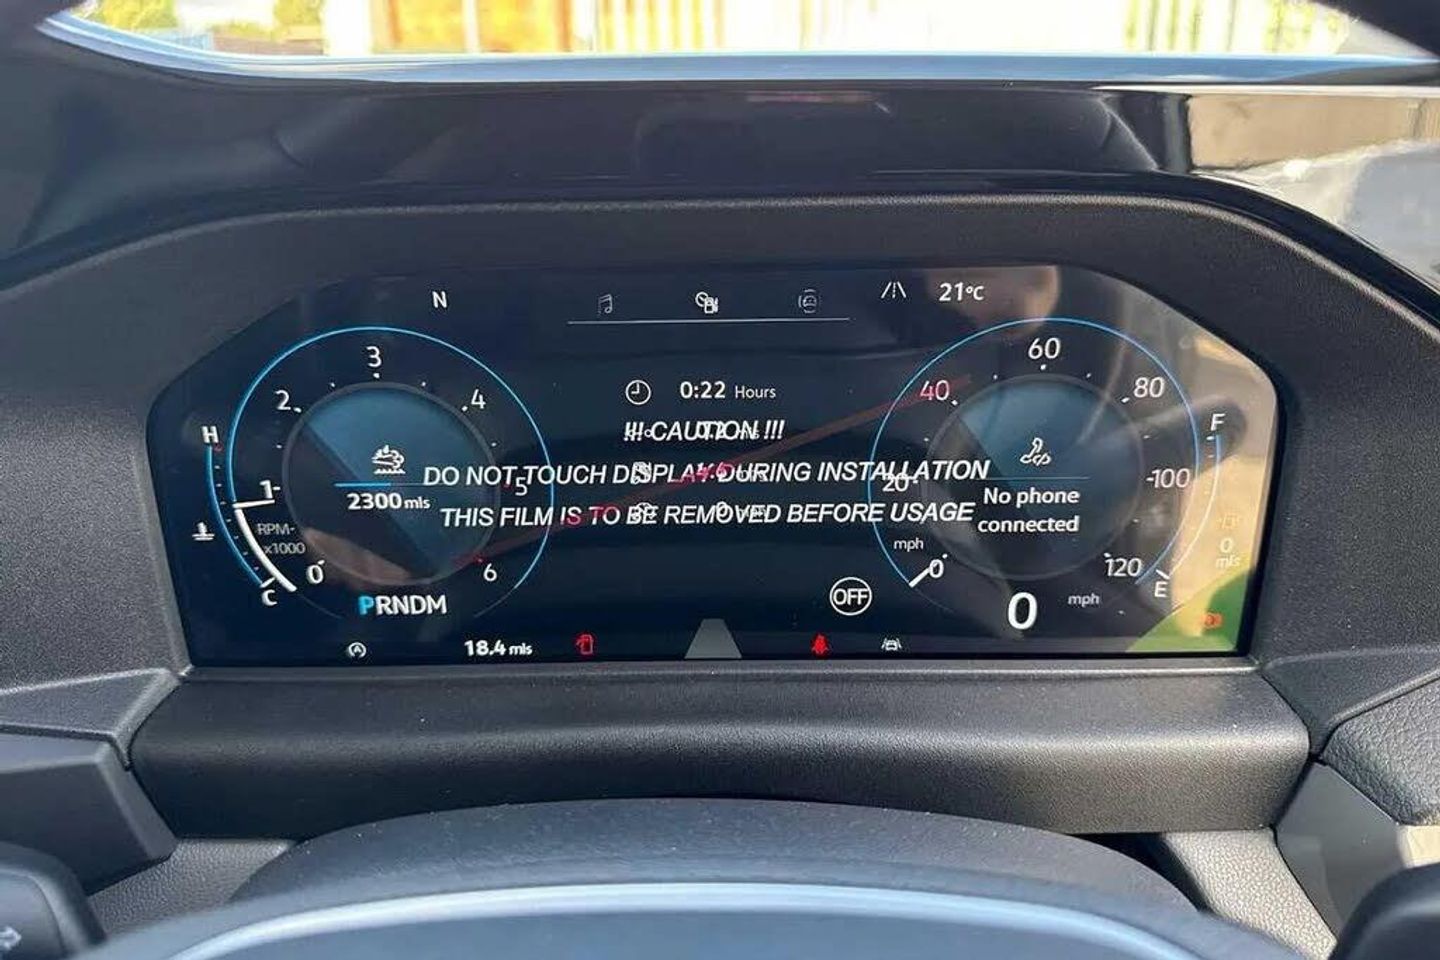 N
21°C
3
60
2
4
40
80
0:22 Hours
H
F
!!! CAUTION !!!
DO NOT TOUCH DISPLAY DURING INSTALLATION
THIS FILM IS TO BE REMOVED BEFORE USAGE
1
5
20
100
2300 mls
No phone
connected
RPM
x1000
mph
0
mls
0
6
0
120
E
C
PRNDM
OFF
0 mph
18.4 mls